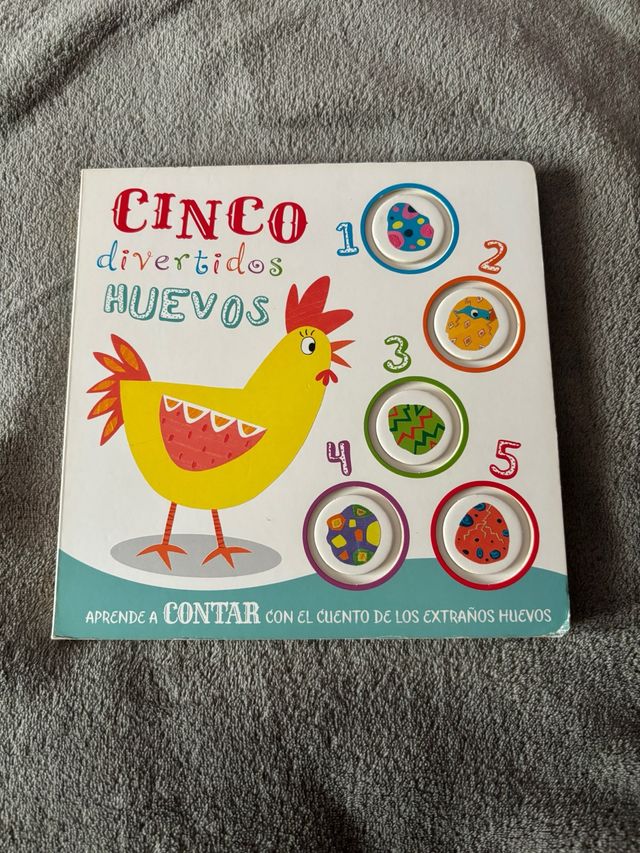 CINCO
divertidos
HUEVOS
1
2
3
4
5
APRENDE A CONTAR CON EL CUENTO DE LOS EXTRAÑOS HUEVOS